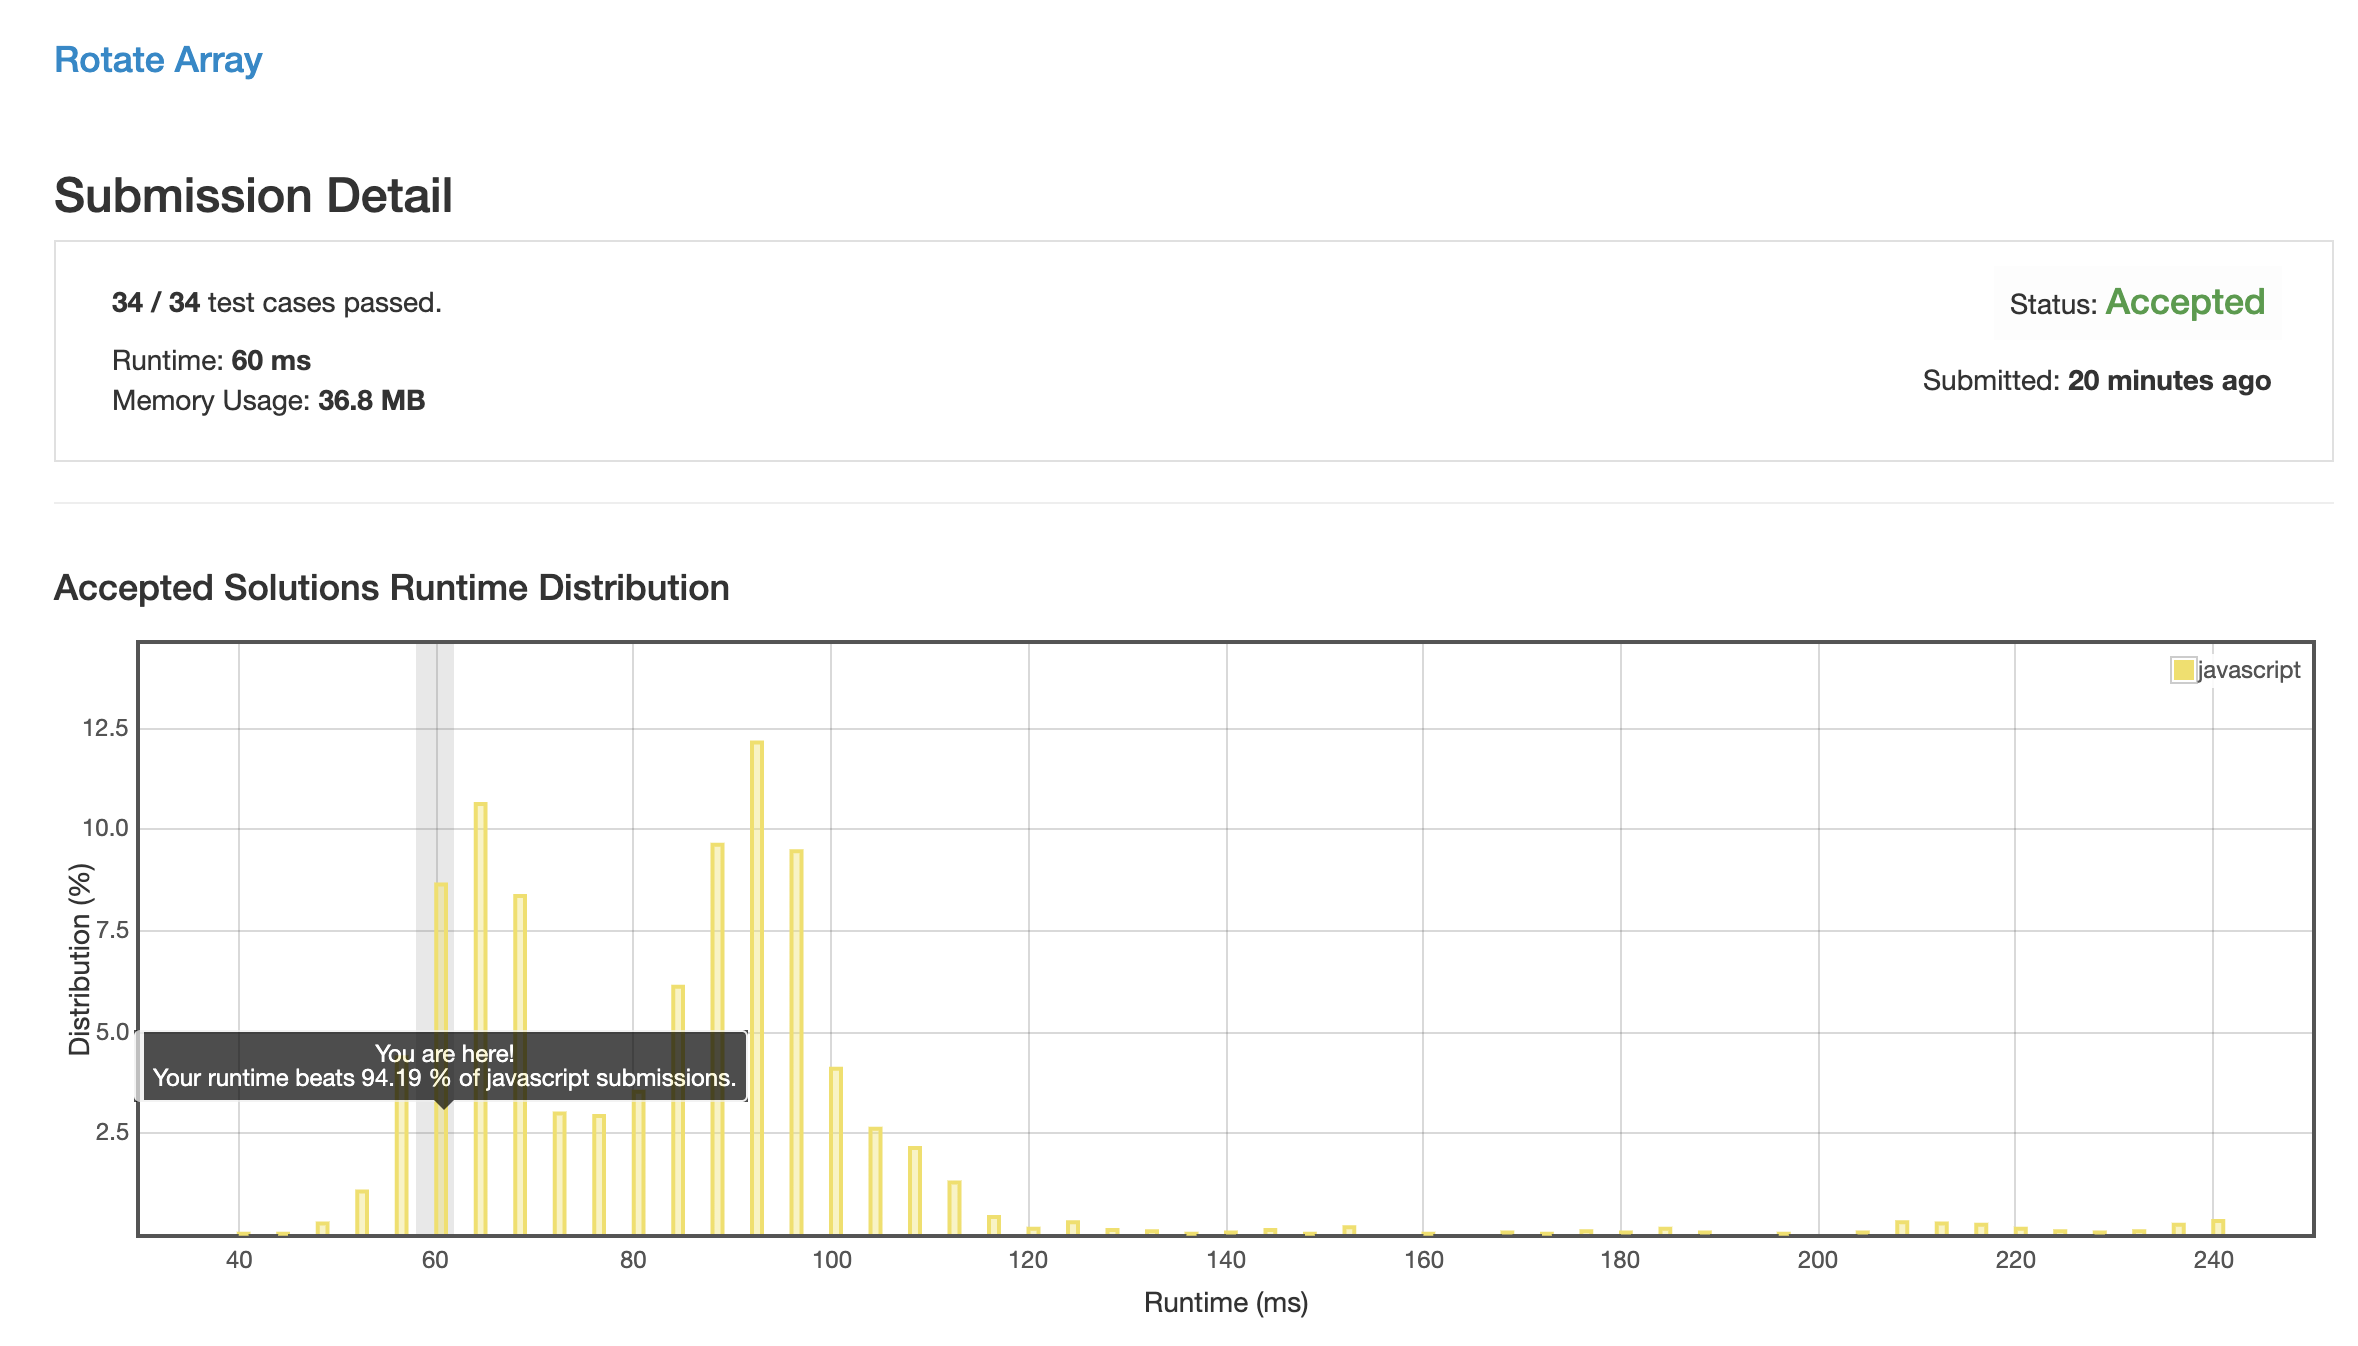 Rotate Array
Submission Detail
34 / 34 test cases passed.
Status: Accepted
Runtime: 60 ms
Memory Usage: 36.8 MB
Submitted: 20 minutes ago
Accepted Solutions Runtime Distribution
javascript
Distribution (%)
12.5
10.0
7.5
5.0
2.5
You are here!
Your runtime beats 94.19 % of javascript submissions.
40 60 80 100 120 140 160 180 200 220 240
Runtime (ms)